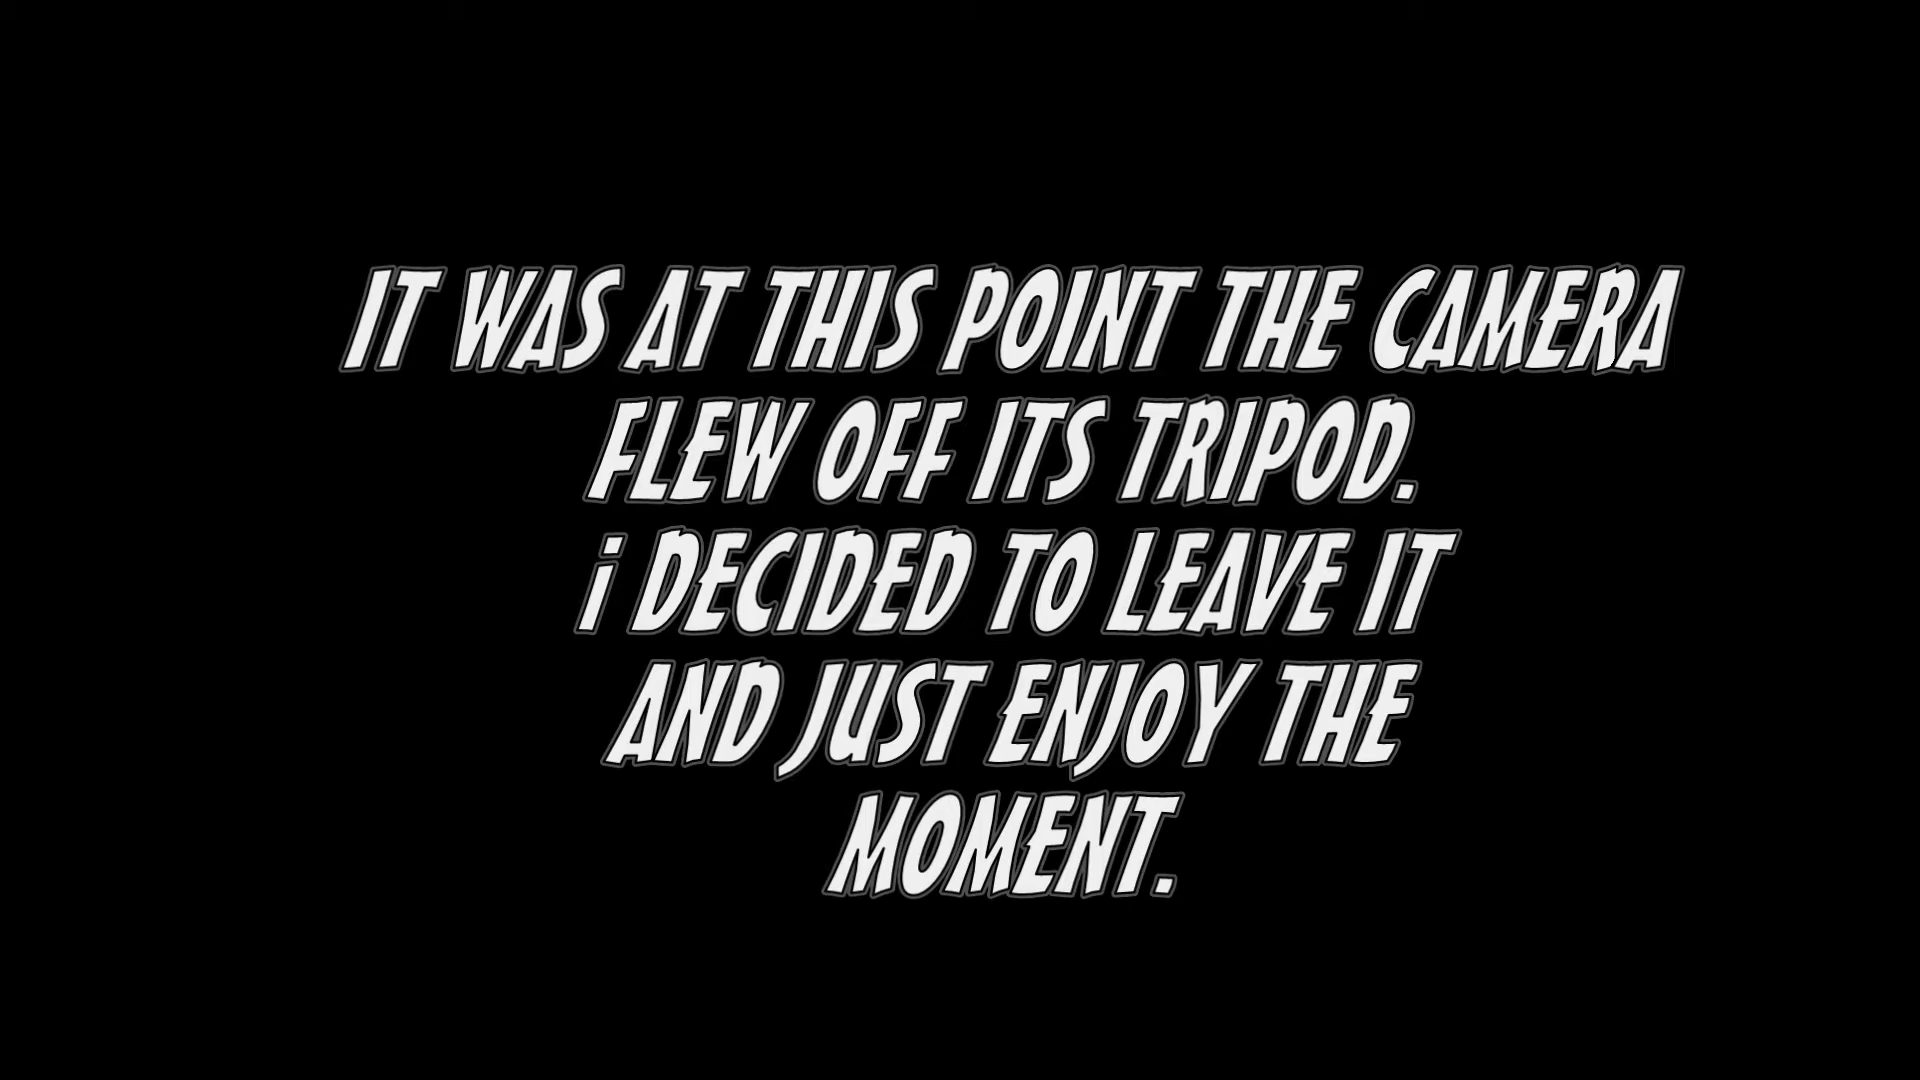 IT WAS AT THIS POINT THE CAMERA
FLEW OFF ITS TRIPOD.
i DECIDED TO LEAVE IT
AND JUST ENJOY THE
MOMENT.